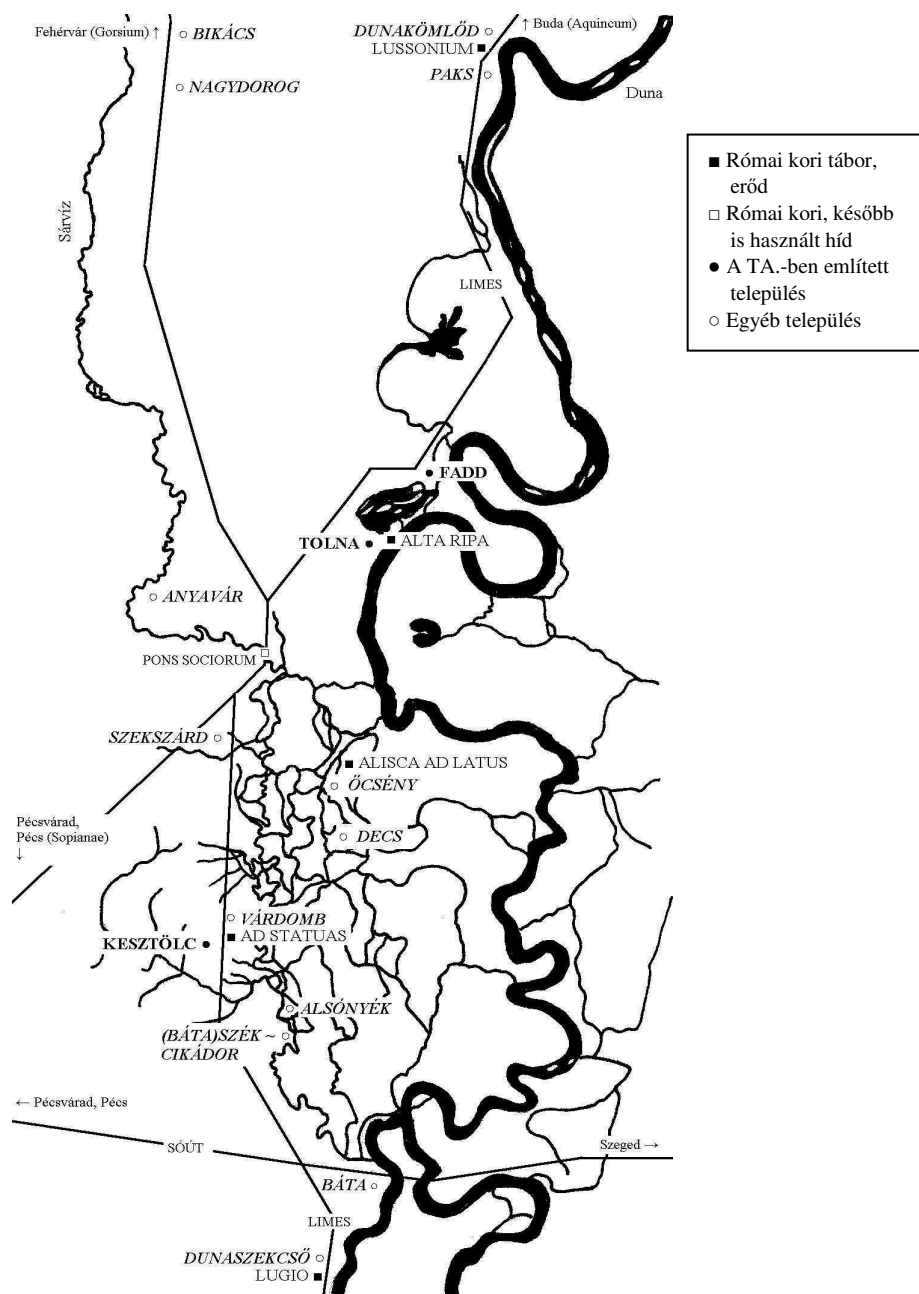 Fehérvár (Gorsium) ↑
BIKÁCS
DUNAKÖMLŐD
LUSSONIUM
↑ Buda (Aquincum)
PAKS
NAGYDOROG
Duna
Sárvíz
LIMES
FADD
TOLNA
ALTA RIPA
ANYAVÁR
PONS SOCIORUM
SZEKSZÁRD
ALISCA AD LATUS
ŐCSÉNY
Pécsvárad,
Pécs (Sopianae)
↓
DECS
VÁRDOMB
KESZTÖLC
AD STATUAS
ALSÓNYÉK
(BÁTA)SZÉK ~
CIKÁDOR
← Pécsvárad, Pécs
SÓÚT
Szeged →
BÁTA
LIMES
DUNASZEKCSŐ
LUGIO
■ Római kori tábor,
erőd
□ Római kori, később
is használt híd
● A TA.-ben említett
település
○ Egyéb település